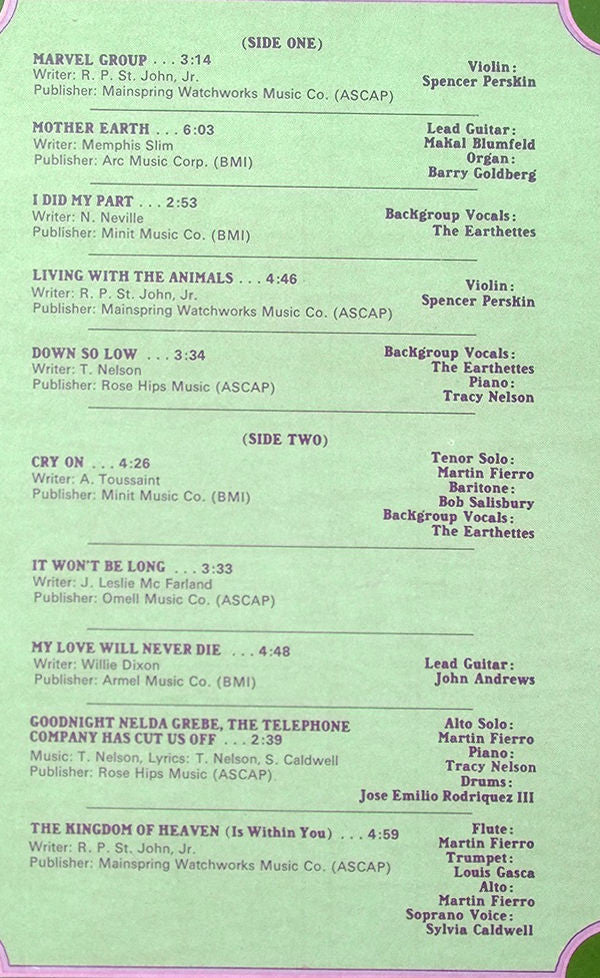 (SIDE ONE)
MARVEL GROUP . . . 3:14
Writer: R. P. St. John, Jr.
Publisher: Mainspring Watchworks Music Co. (ASCAP)
Violin:
Spencer Perskin
MOTHER EARTH . . . 6:03
Writer: Memphis Slim
Publisher: Arc Music Corp. (BMI)
Lead Guitar:
Makal Blumfeld
Organ:
Barry Goldberg
I DID MY PART . . . 2:53
Writer: N. Neville
Publisher: Minit Music Co. (BMI)
Backgroup Vocals:
The Earthettes
LIVING WITH THE ANIMALS . . . 4:46
Writer: R. P. St. John, Jr.
Publisher: Mainspring Watchworks Music Co. (ASCAP)
Violin:
Spencer Perskin
DOWN SO LOW . . . 3:34
Writer: T. Nelson
Publisher: Rose Hips Music (ASCAP)
Backgroup Vocals:
The Earthettes
Piano:
Tracy Nelson
(SIDE TWO)
CRY ON . . . 4:26
Writer: A. Toussaint
Publisher: Minit Music Co. (BMI)
Tenor Solo:
Martin Fierro
Baritone:
Bob Salisbury
Backgroup Vocals:
The Earthettes
IT WON'T BE LONG . . . 3:33
Writer: J. Leslie Mc Farland
Publisher: Omell Music Co. (ASCAP)
MY LOVE WILL NEVER DIE . . . 4:48
Writer: Willie Dixon
Publisher: Armel Music Co. (BMI)
Lead Guitar:
John Andrews
GOODNIGHT NELDA GREBE, THE TELEPHONE
COMPANY HAS CUT US OFF . . . 2:39
Music: T. Nelson, Lyrics: T. Nelson, S. Caldwell
Publisher: Rose Hips Music (ASCAP)
Alto Solo:
Martin Fierro
Piano:
Tracy Nelson
Drums:
Jose Emilio Rodriquez III
THE KINGDOM OF HEAVEN (Is Within You) . . . 4:59
Writer: R. P. St. John, Jr.
Publisher: Mainspring Watchworks Music Co. (ASCAP)
Flute:
Martin Fierro
Trumpet:
Louis Gasca
Alto:
Martin Fierro
Soprano Voice:
Sylvia Caldwell